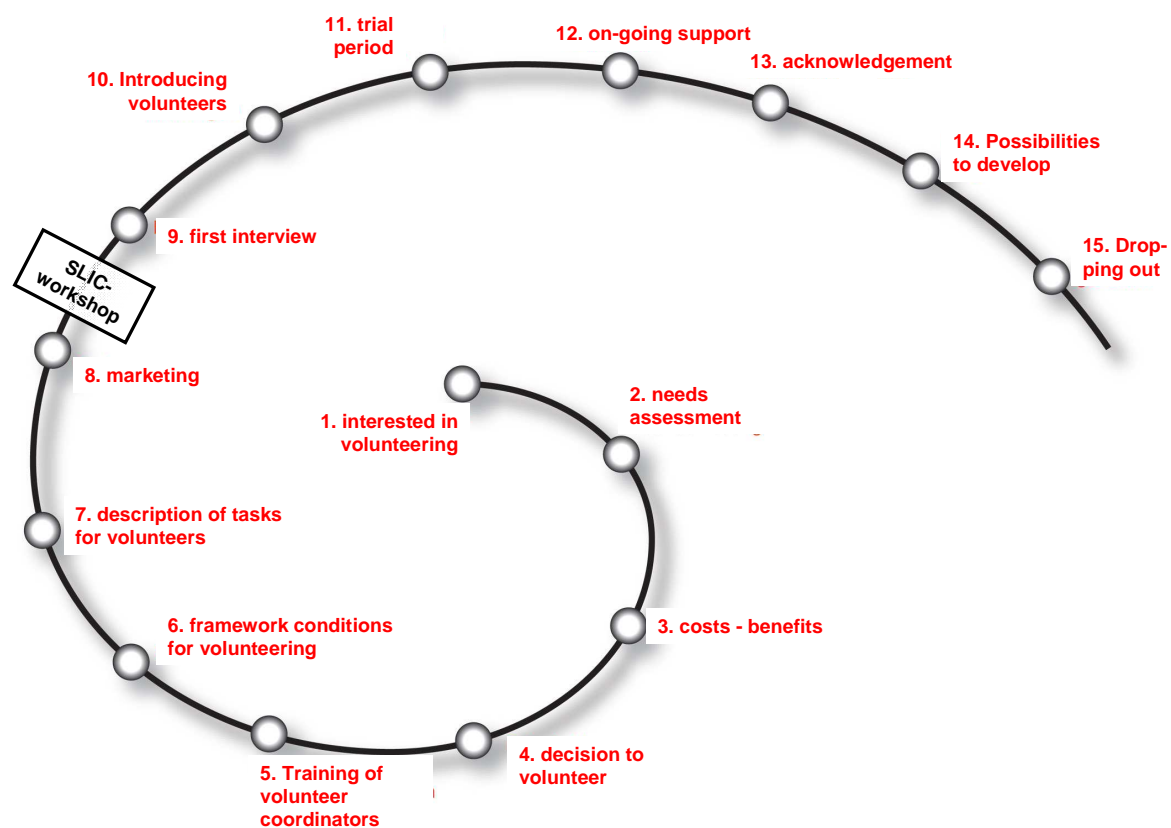 1. interested in
volunteering
2. needs
assessment
3. costs - benefits
4. decision to
volunteer
5. Training of
volunteer
coordinators
6. framework conditions
for volunteering
7. description of tasks
for volunteers
8. marketing
SLIC-
workshop
9. first interview
10. Introducing
volunteers
11. trial
period
12. on-going support
13. acknowledgement
14. Possibilities
to develop
15. Drop-
ping out